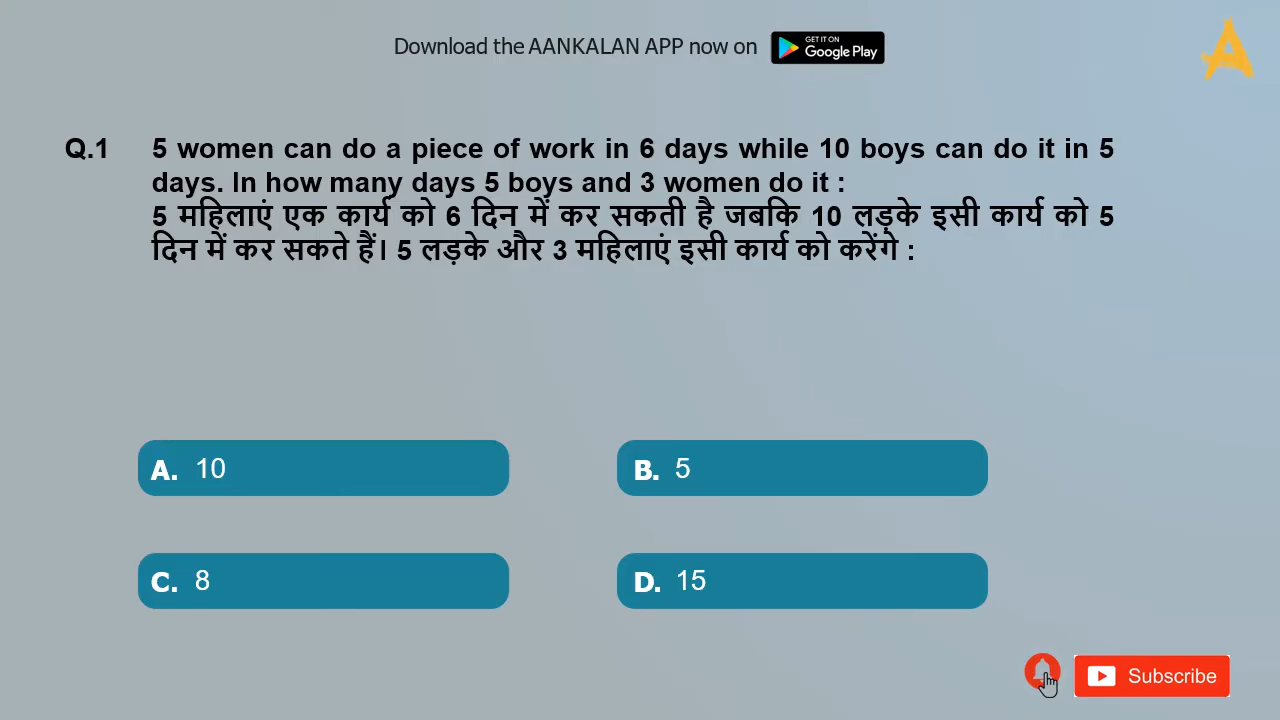 Download the AANKALAN APP now on
GET IT ON
Google Play
Q.1 5 women can do a piece of work in 6 days while 10 boys can do it in 5
days. In how many days 5 boys and 3 women do it :
5 महिलाएं एक कार्य को 6 दिन में कर सकती है जबकि 10 लड़के इसी कार्य को 5
दिन में कर सकते हैं। 5 लड़के और 3 महिलाएं इसी कार्य को करेंगे :
A. 10
B. 5
C. 8
D. 15
Subscribe